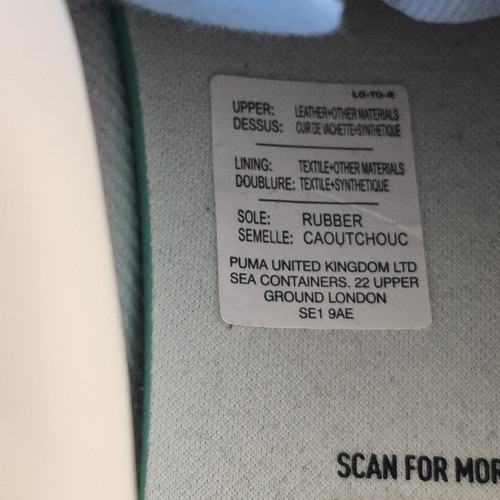 LO-TO-R
UPPER: LEATHER+OTHER MATERIALS
DESSUS: CUIR DE VACHETTE+SYNTHETIQUE
LINING: TEXTILE+OTHER MATERIALS
DOUBLURE: TEXTILE+SYNTHETIQUE
SOLE: RUBBER
SEMELLE: CAOUTCHOUC
PUMA UNITED KINGDOM LTD
SEA CONTAINERS. 22 UPPER
GROUND LONDON
SE1 9AE
SCAN FOR MOR